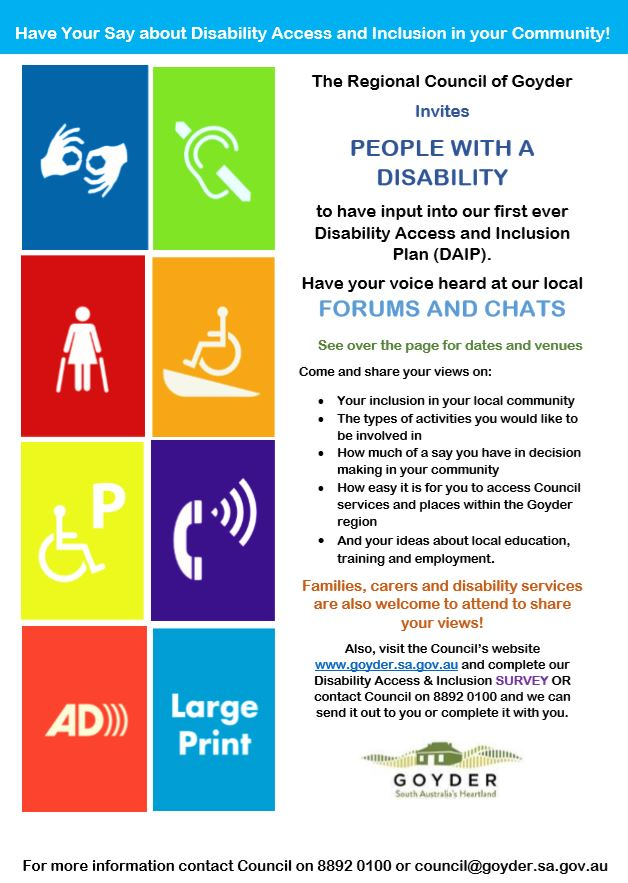 Have Your Say about Disability Access and Inclusion in your Community!
The Regional Council of Goyder
Invites
PEOPLE WITH A
DISABILITY
to have input into our first ever
Disability Access and Inclusion
Plan (DAIP).
Have your voice heard at our local
FORUMS AND CHATS
See over the page for dates and venues
Come and share your views on:
• Your inclusion in your local community
• The types of activities you would like to
be involved in
• How much of a say you have in decision
making in your community
• How easy it is for you to access Council
services and places within the Goyder
region
• And your ideas about local education,
training and employment.
Families, carers and disability services
are also welcome to attend to share
your views!
Also, visit the Council's website
www.goyder.sa.gov.au and complete our
Disability Access & Inclusion SURVEY OR
contact Council on 8892 0100 and we can
send it out to you or complete it with you.
P
AD
Large
Print
GOYDER
South Australia's Heartland
For more information contact Council on 8892 0100 or council@goyder.sa.gov.au